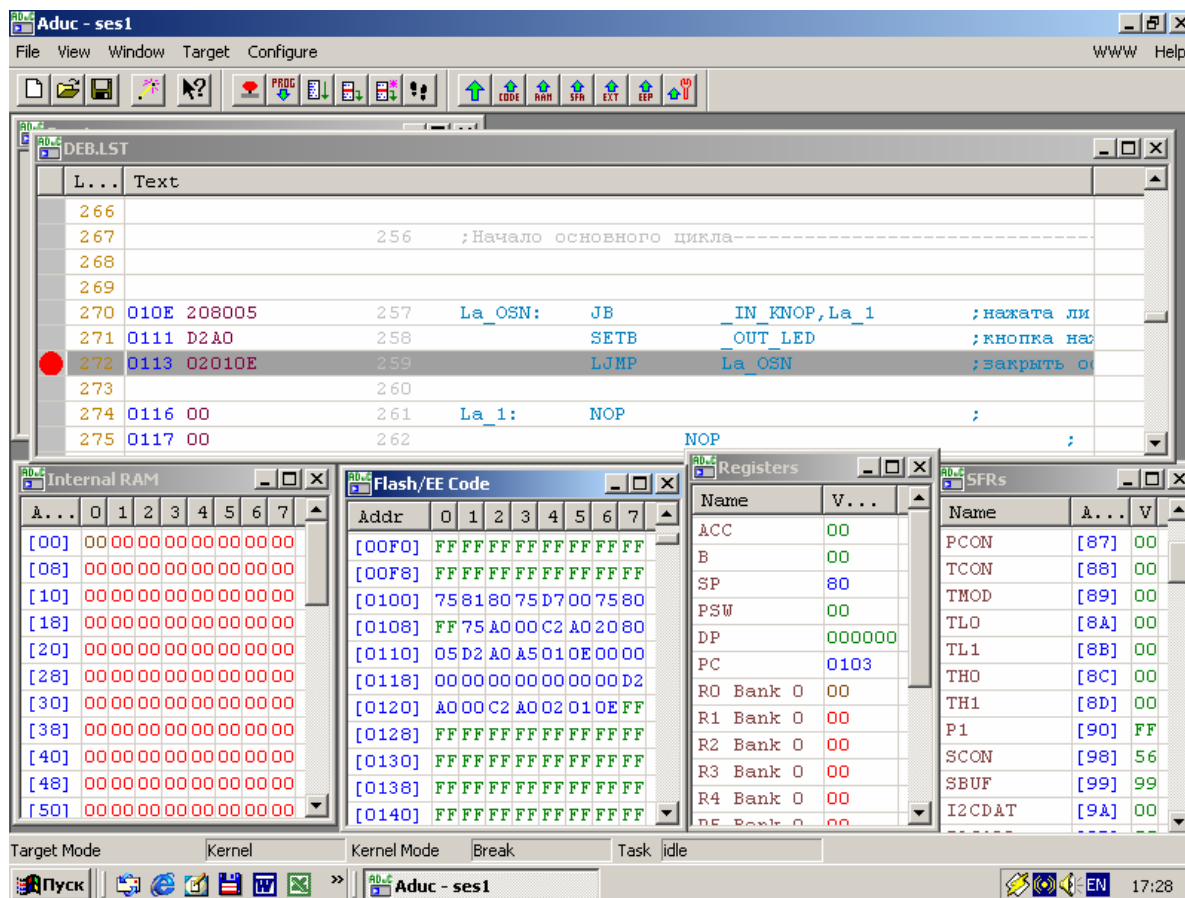 Aduc - ses1
File View Window Target Configure WWW Help
PROG CODE RAM SFR EXT EEP
DEB.LST
L... Text
266
267 256 ;Начало основного цикла-----------------------------------
268
269
270 010E 208005 257 La_OSN: JB _IN_KNOP,La_1 ;нажата ли
271 0111 D2A0 258 SETB _OUT_LED ;кнопка
272 0113 02010E 259 LJMP La_OSN ;закрыть
273 260
274 0116 00 261 La_1: NOP ;
275 0117 00 262 NOP ;
Internal RAM
A... 0 1 2 3 4 5 6 7
[00] 00 00 00 00 00 00 00 00
[08] 00 00 00 00 00 00 00 00
[10] 00 00 00 00 00 00 00 00
[18] 00 00 00 00 00 00 00 00
[20] 00 00 00 00 00 00 00 00
[28] 00 00 00 00 00 00 00 00
[30] 00 00 00 00 00 00 00 00
[38] 00 00 00 00 00 00 00 00
[40] 00 00 00 00 00 00 00 00
[48] 00 00 00 00 00 00 00 00
[50] 00 00 00 00 00 00 00 00
Flash/EE Code
Addr 0 1 2 3 4 5 6 7
[00F0] FF FF FF FF FF FF FF FF
[00F8] FF FF FF FF FF FF FF FF
[0100] 75 81 80 75 D7 00 75 80
[0108] FF 75 A0 00 C2 A0 20 80
[0110] 05 D2 A0 A5 01 0E 00 00
[0118] 00 00 00 00 00 00 00 D2
[0120] A0 00 C2 A0 02 01 0E FF
[0128] FF FF FF FF FF FF FF FF
[0130] FF FF FF FF FF FF FF FF
[0138] FF FF FF FF FF FF FF FF
[0140] FF FF FF FF FF FF FF FF
Registers
Name V...
ACC 00
B 00
SP 80
PSW 00
DP 000000
PC 0103
R0 Bank 0 00
R1 Bank 0 00
R2 Bank 0 00
R3 Bank 0 00
R4 Bank 0 00
SFRs
Name A... V
PCON [87] 00
TCON [88] 00
TMOD [89] 00
TL0 [8A] 00
TL1 [8B] 00
TH0 [8C] 00
TH1 [8D] 00
P1 [90] FF
SCON [98] 56
SBUF [99] 99
I2CDAT [9A] 00
Target Mode Kernel Kernel Mode Break Task idle
Пуск » Aduc - ses1 EN 17:28